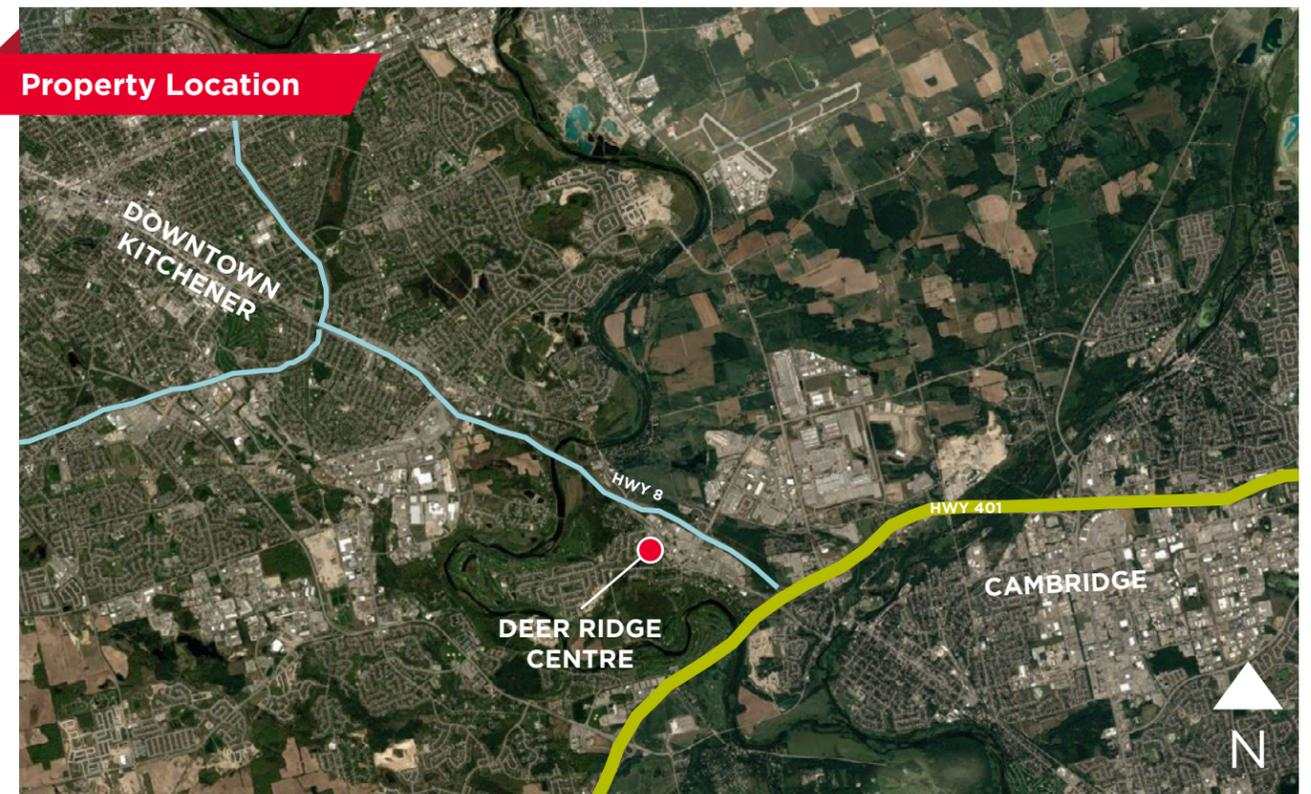 Property Location
DOWNTOWN
KITCHENER
HWY 8
HWY 401
CAMBRIDGE
DEER RIDGE
CENTRE
N